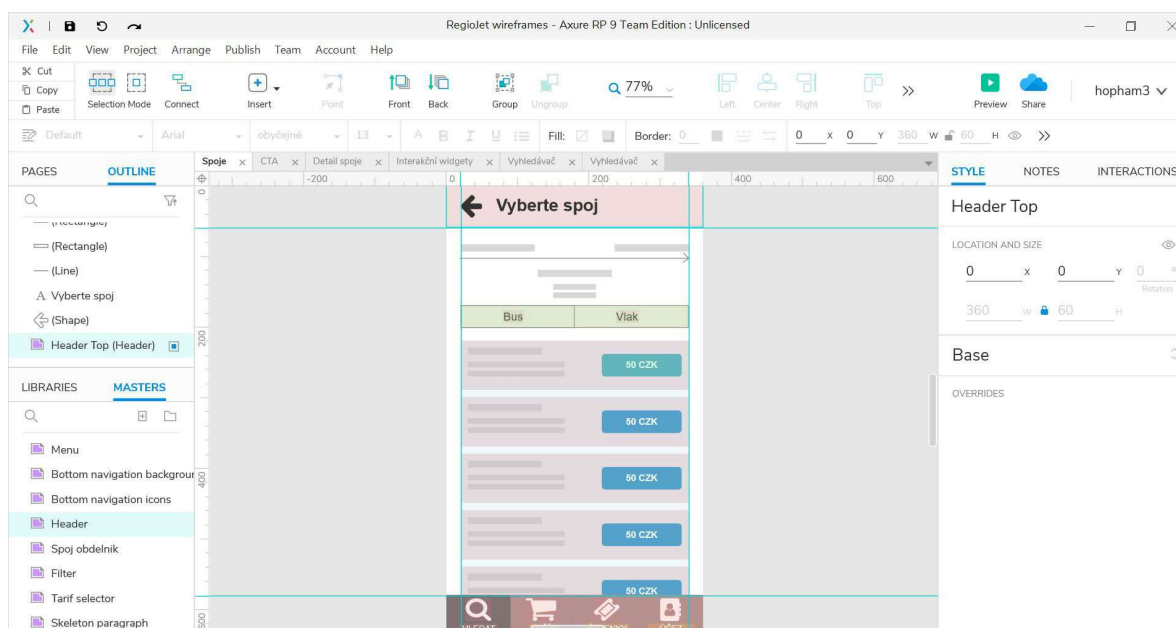 RegioJet wireframes - Axure RP 9 Team Edition : Unlicensed
File Edit View Project Arrange Publish Team Account Help
Cut
Copy
Paste
Selection Mode Connect Insert Point Front Back Group Ungroup 77% Left Center Right Top Preview Share hopham3
Default Arial obyčejné 13 A B I U Fill: Border: 0 0 X 0 Y 360 W 60 H
PAGES OUTLINE
(Rectangle)
(Line)
A Vyberte spoj
(Shape)
Header Top (Header)
LIBRARIES MASTERS
Menu
Bottom navigation backgrour
Bottom navigation icons
Header
Spoj obdelnik
Filter
Tarif selector
Skeleton paragraph
Spoje CTA Detail spoje Interakční widgety Vyhledávač Vyhledávač
-200 0 200 400 600
0
200
400
600
Vyberte spoj
Bus Vlak
50 CZK
50 CZK
50 CZK
50 CZK
50 CZK
STYLE NOTES INTERACTIONS
Header Top
LOCATION AND SIZE
0 X 0 Y 0
Rotation
360 W 60 H
Base
OVERRIDES